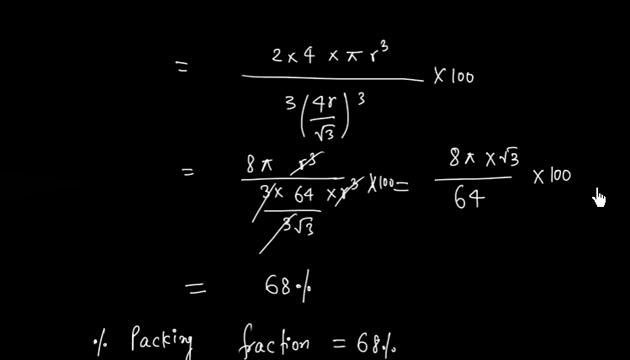 = 2 × 4 × π r³ / 3 (4r/√3)³ × 100
= 8π r³ / (3 × 64 × r³ / 3√3) × 100 = 8π × √3 / 64 × 100
= 68%
% Packing fraction = 68%